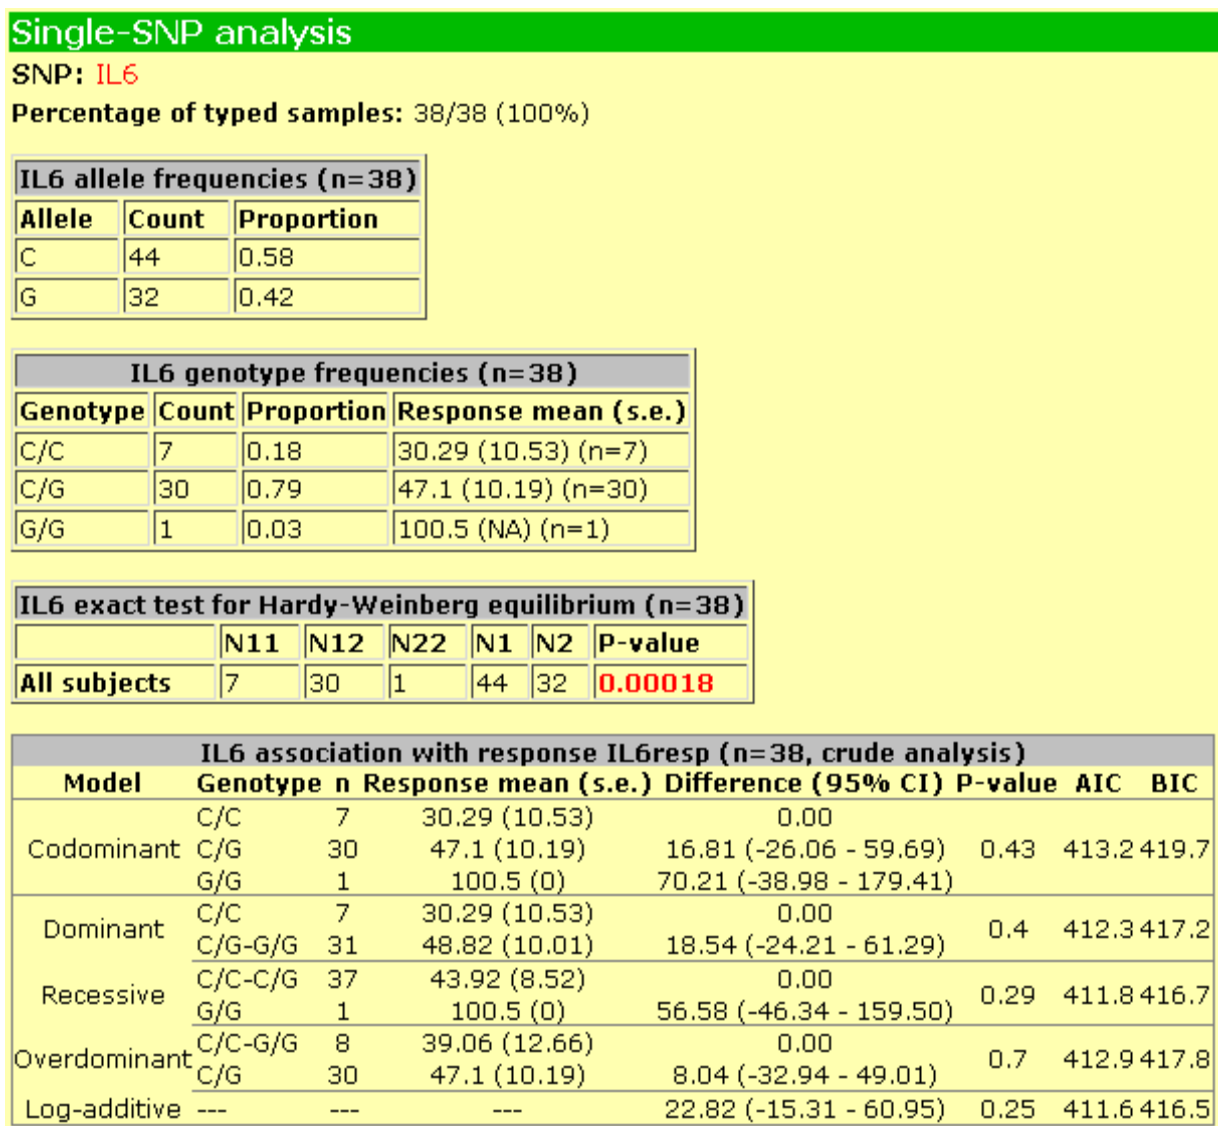 Single-SNP analysis
SNP: IL6
Percentage of typed samples: 38/38 (100%)
IL6 allele frequencies (n=38)
Allele Count Proportion
C 44 0.58
G 32 0.42
IL6 genotype frequencies (n=38)
Genotype Count Proportion Response mean (s.e.)
C/C 7 0.18 30.29 (10.53) (n=7)
C/G 30 0.79 47.1 (10.19) (n=30)
G/G 1 0.03 100.5 (NA) (n=1)
IL6 exact test for Hardy-Weinberg equilibrium (n=38)
N11 N12 N22 N1 N2 P-value
All subjects 7 30 1 44 32 0.00018
IL6 association with response IL6resp (n=38, crude analysis)
Model Genotype n Response mean (s.e.) Difference (95% CI) P-value AIC BIC
C/C 7 30.29 (10.53) 0.00
Codominant C/G 30 47.1 (10.19) 16.81 (-26.06 - 59.69) 0.43 413.2 419.7
G/G 1 100.5 (0) 70.21 (-38.98 - 179.41)
Dominant C/C 7 30.29 (10.53) 0.00 0.4 412.3 417.2
C/G-G/G 31 48.82 (10.01) 18.54 (-24.21 - 61.29)
Recessive C/C-C/G 37 43.92 (8.52) 0.00 0.29 411.8 416.7
G/G 1 100.5 (0) 56.58 (-46.34 - 159.50)
Overdominant C/C-G/G 8 39.06 (12.66) 0.00 0.7 412.9 417.8
C/G 30 47.1 (10.19) 8.04 (-32.94 - 49.01)
Log-additive --- --- --- 22.82 (-15.31 - 60.95) 0.25 411.6 416.5